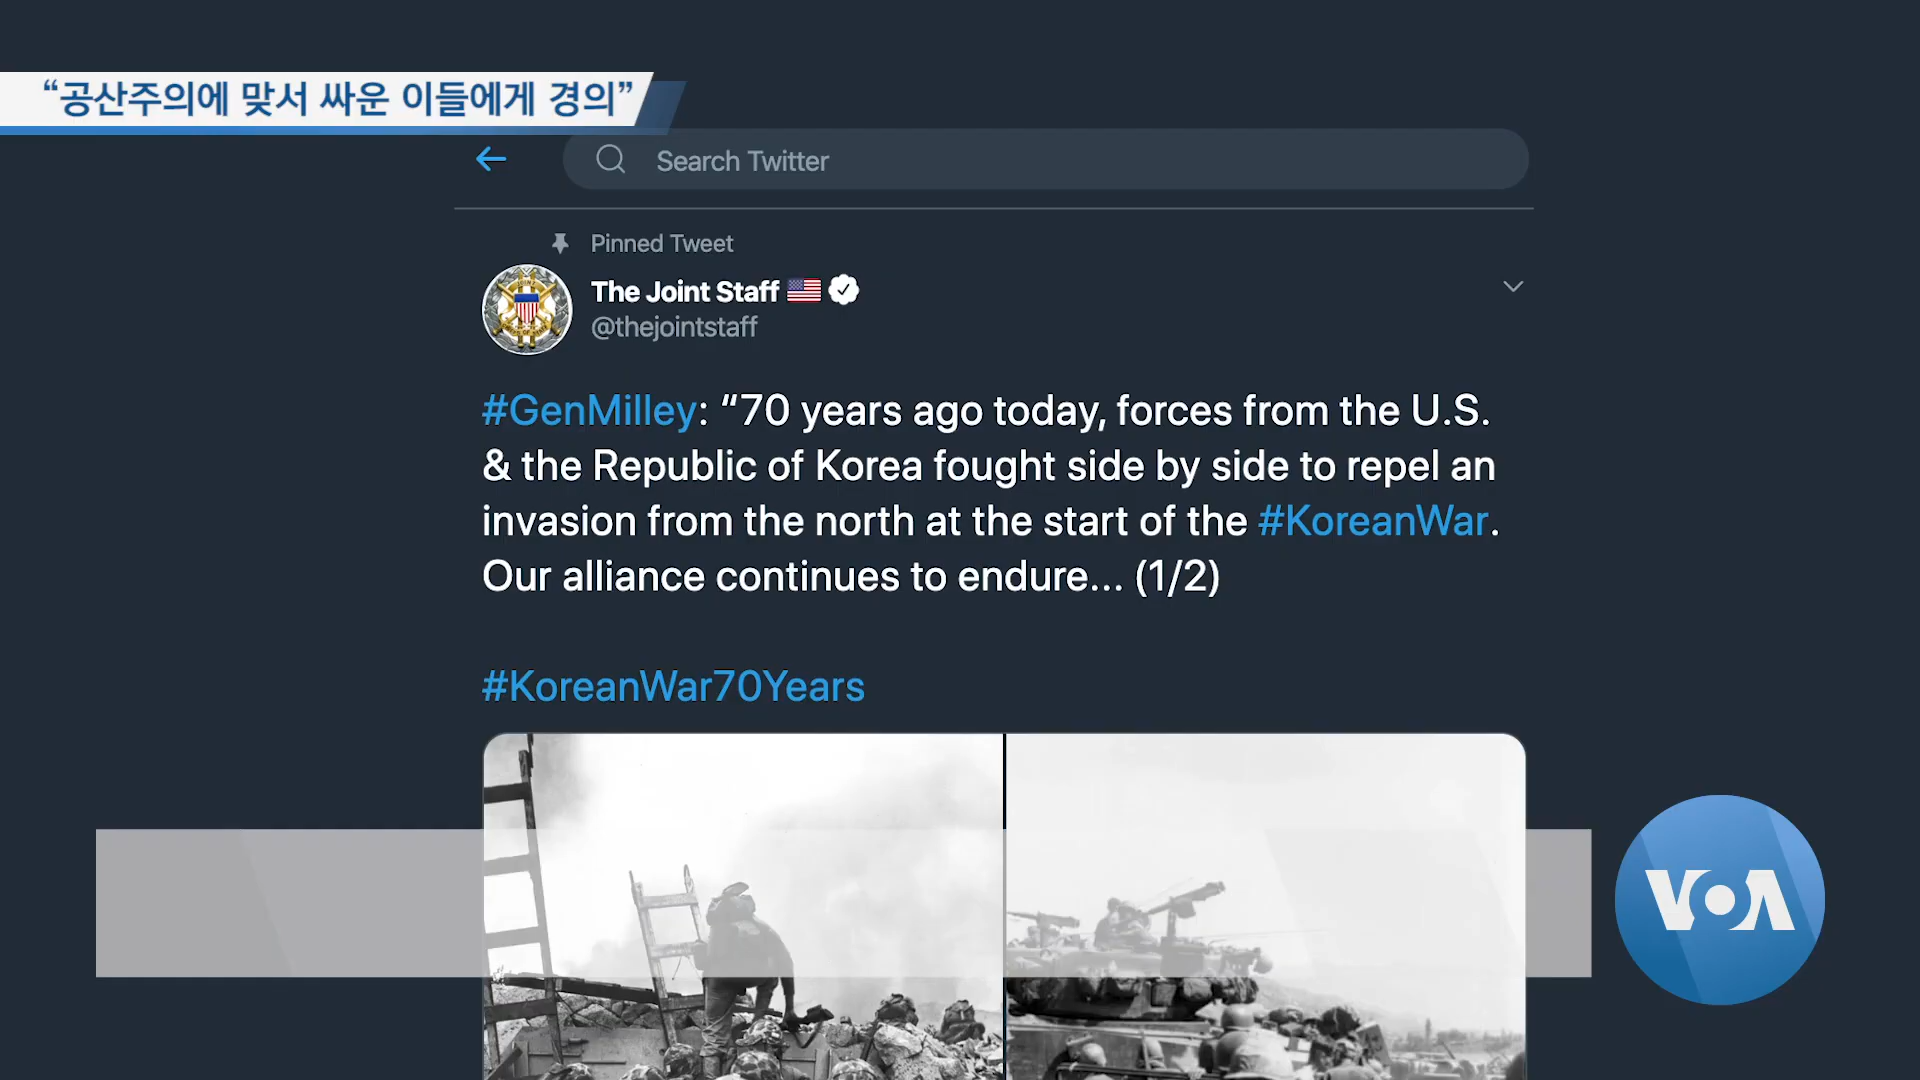 “공산주의에 맞서 싸운 이들에게 경의”
Search Twitter
Pinned Tweet
The Joint Staff
@thejointstaff
#GenMilley: “70 years ago today, forces from the U.S.
& the Republic of Korea fought side by side to repel an
invasion from the north at the start of the #KoreanWar.
Our alliance continues to endure... (1/2)
#KoreanWar70Years
VOA